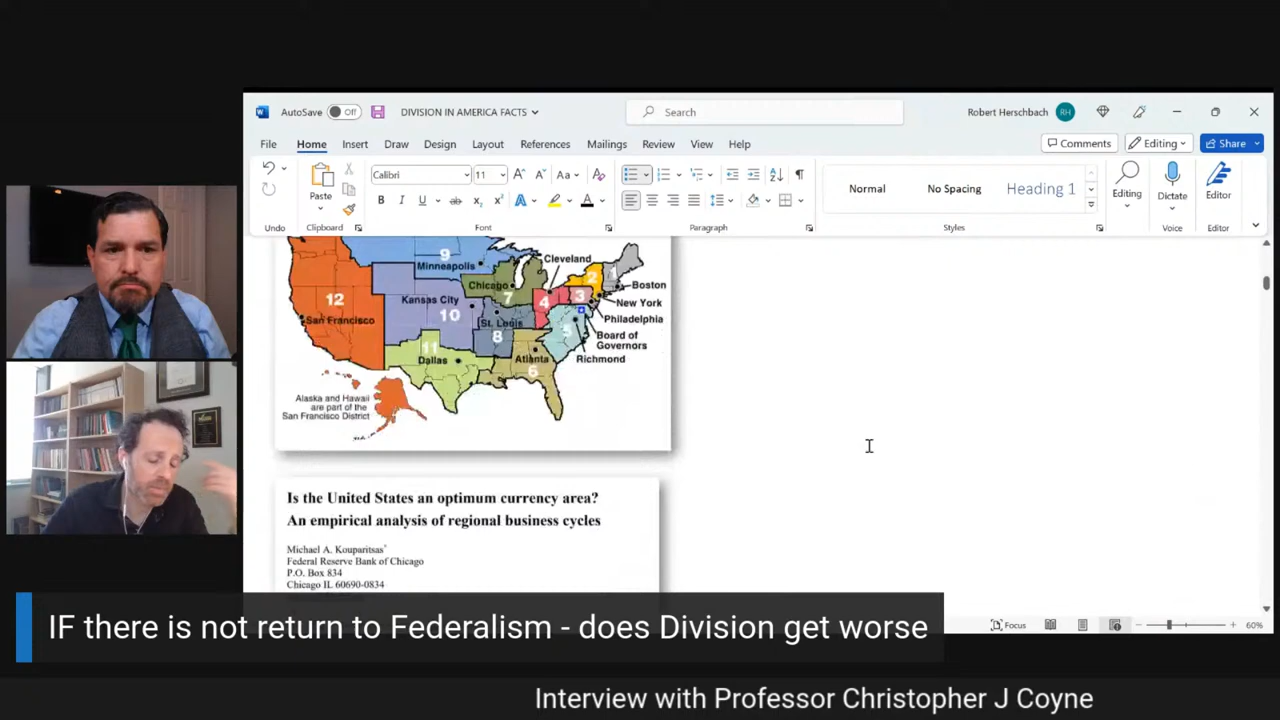 AutoSave Off DIVISION IN AMERICA FACTS Search Robert Herschbach RH
File Home Insert Draw Design Layout References Mailings Review View Help Comments Editing Share
Paste Calibri 11 A A Aa A Normal No Spacing Heading 1 Editing Dictate Editor
B I U ab x2 x2 A A
Undo Clipboard Font Paragraph Styles Voice Editor
9
Minneapolis
Cleveland
Chicago
7
2
1
Boston
12
San Francisco
Kansas City
10
4
3
New York
Philadelphia
St. Louis
8
5
Board of
Governors
11
Dallas
Atlanta
6
Richmond
Alaska and Hawaii
are part of the
San Francisco District
Is the United States an optimum currency area?
An empirical analysis of regional business cycles
Michael A. Kouparitsas*
Federal Reserve Bank of Chicago
P.O. Box 834
Chicago IL 60690-0834
IF there is not return to Federalism - does Division get worse
Focus 60%
Interview with Professor Christopher J Coyne